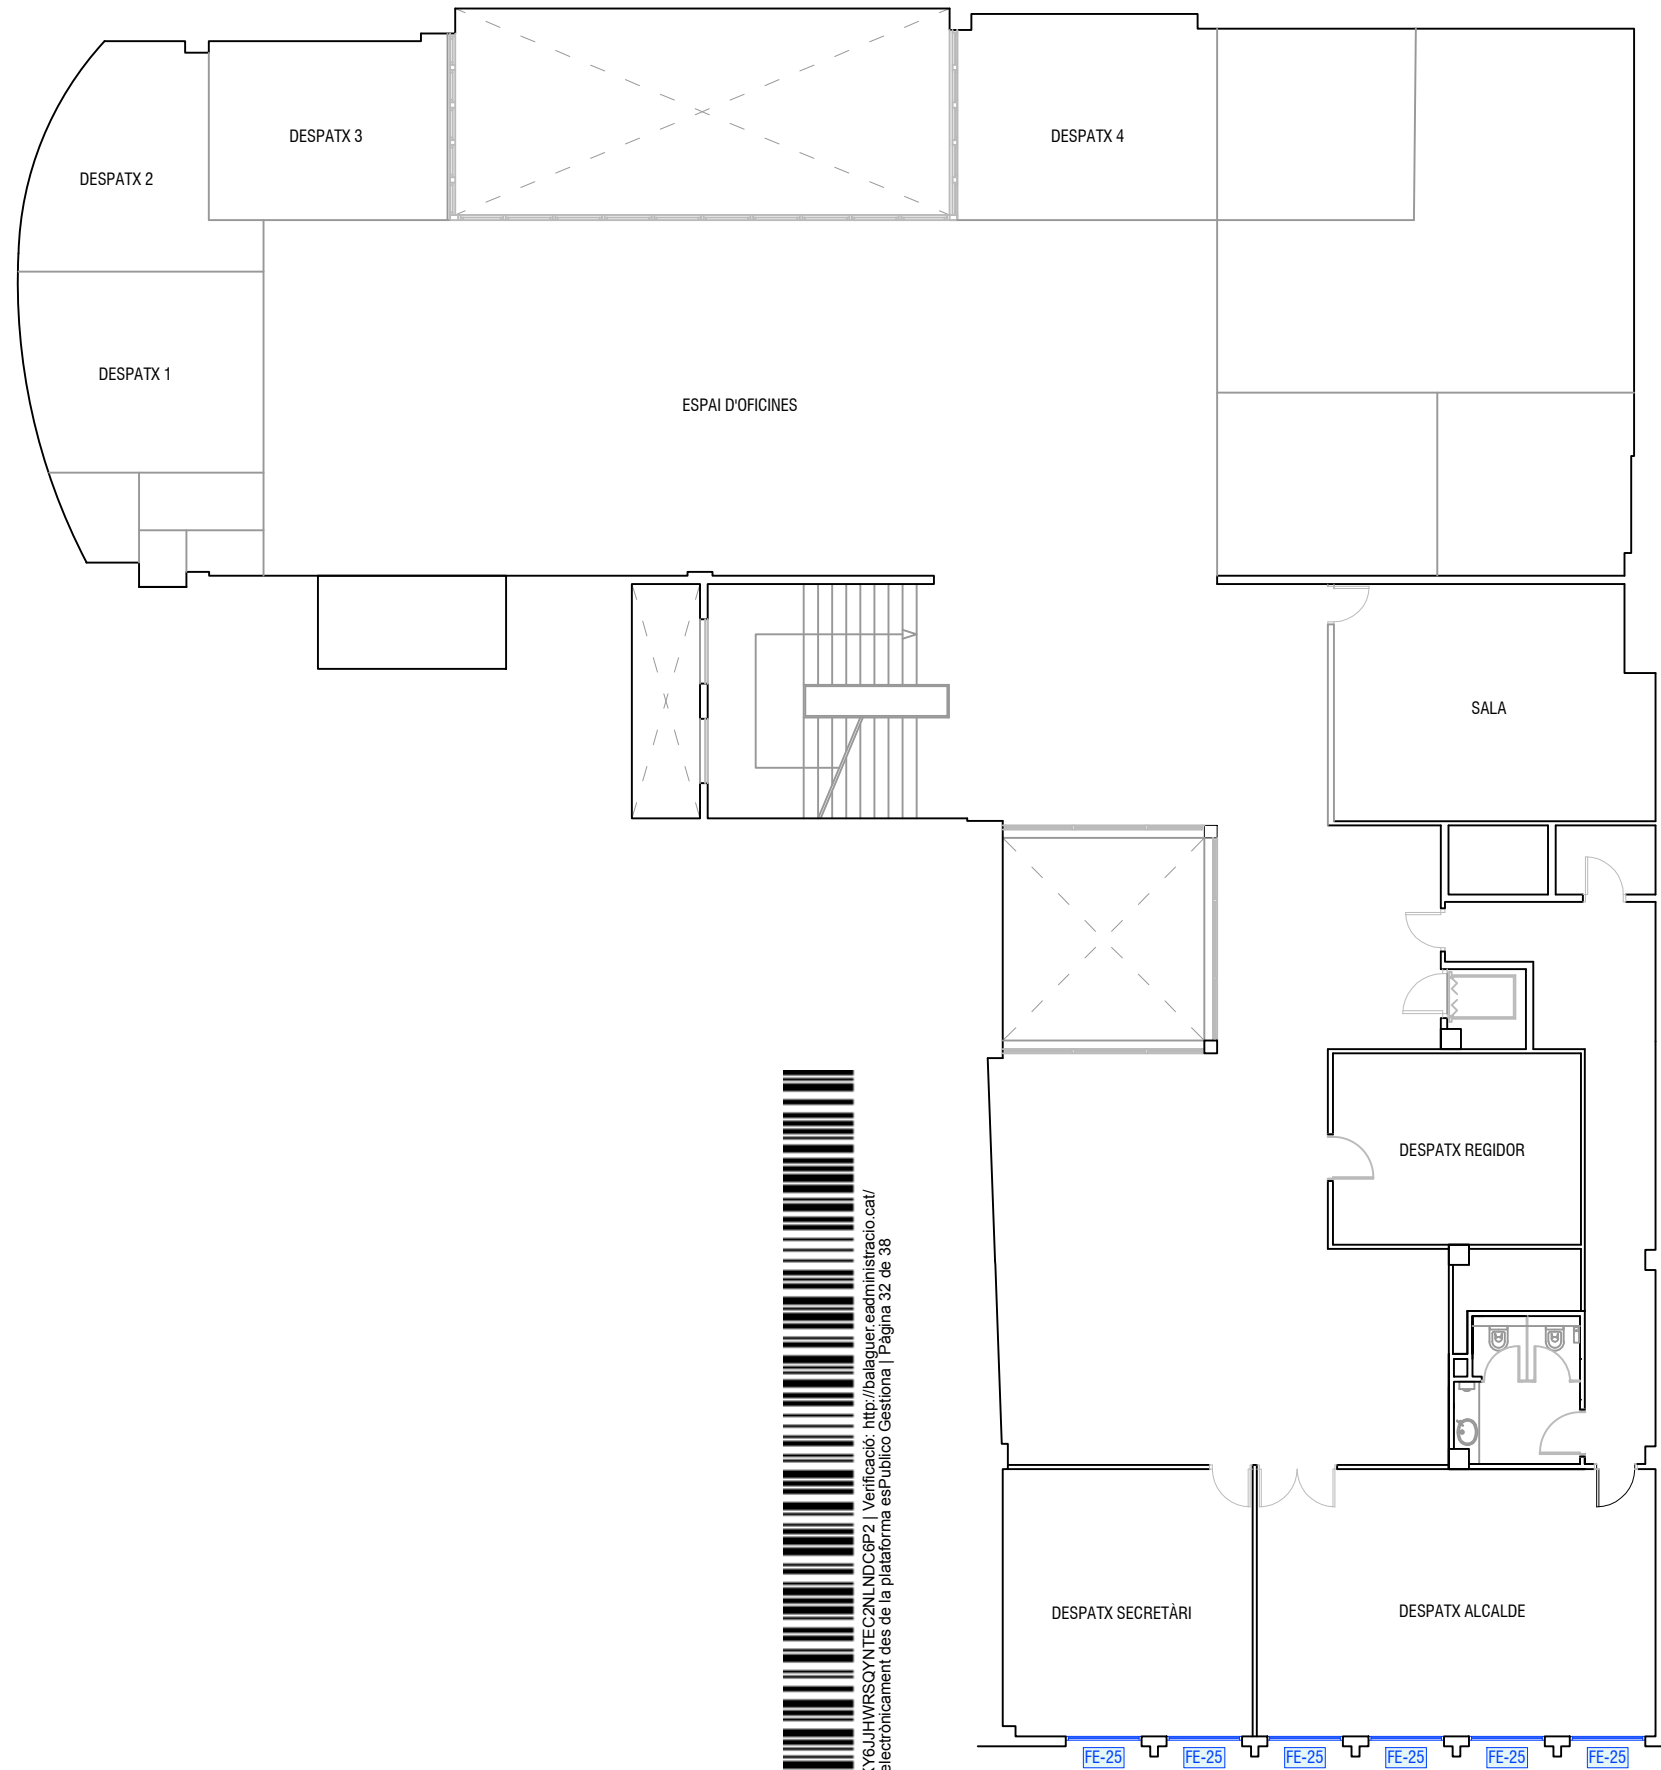 DESPATX 3
DESPATX 4
DESPATX 2
DESPATX 1
ESPAI D'OFICINES
SALA
DESPATX REGIDOR
Y6JJHWRSQYNTEC2NLNDC6P2 | Verificació: http://balaguer.eadministracio.cat/
electrònicament des de la plataforma esPublico Gestiona | Pàgina 32 de 38
DESPATX SECRETÀRI
DESPATX ALCALDE
FE-25
FE-25
FE-25
FE-25
FE-25
FE-25